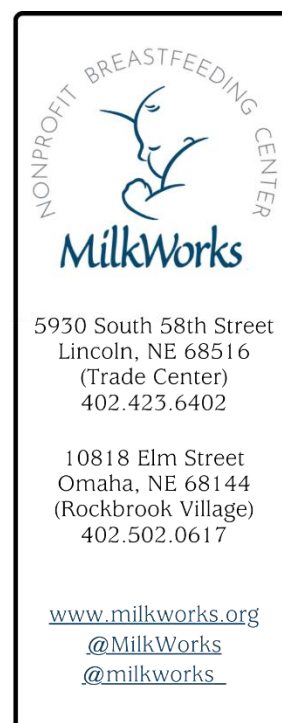 NONPROFIT BREASTFEEDING CENTER
MilkWorks
5930 South 58th Street
Lincoln, NE 68516
(Trade Center)
402.423.6402
10818 Elm Street
Omaha, NE 68144
(Rockbrook Village)
402.502.0617
www.milkworks.org
@MilkWorks
@milkworks_